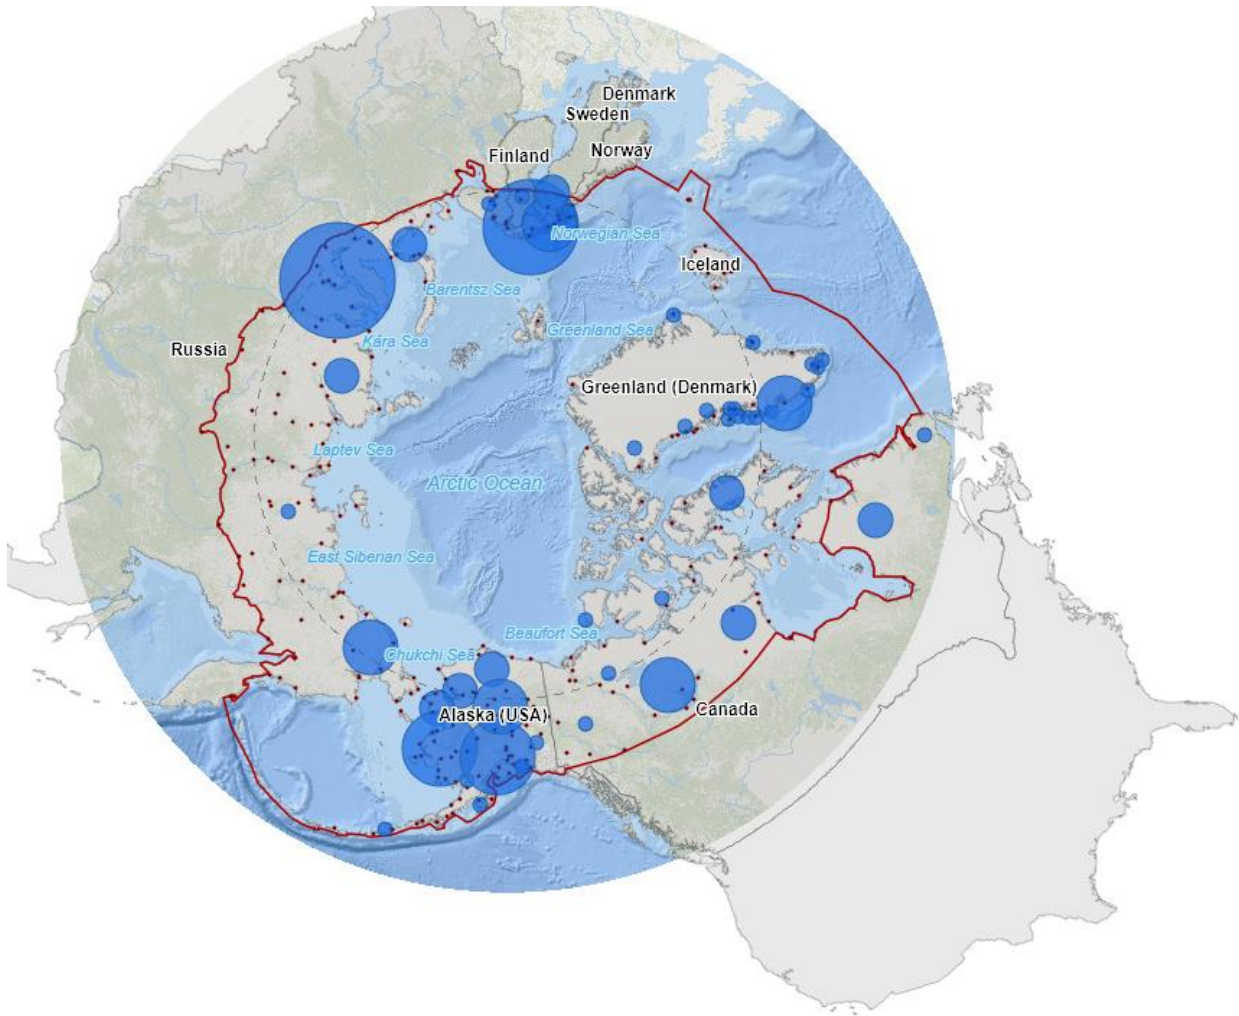 Denmark
Sweden
Finland
Norway
Norwegian Sea
Iceland
Barentsz Sea
Greenland Sea
Kara Sea
Russia
Greenland (Denmark)
Laptev Sea
Arctic Ocean
East Siberian Sea
Beaufort Sea
Chukchi Sea
Alaska (USA)
Canada